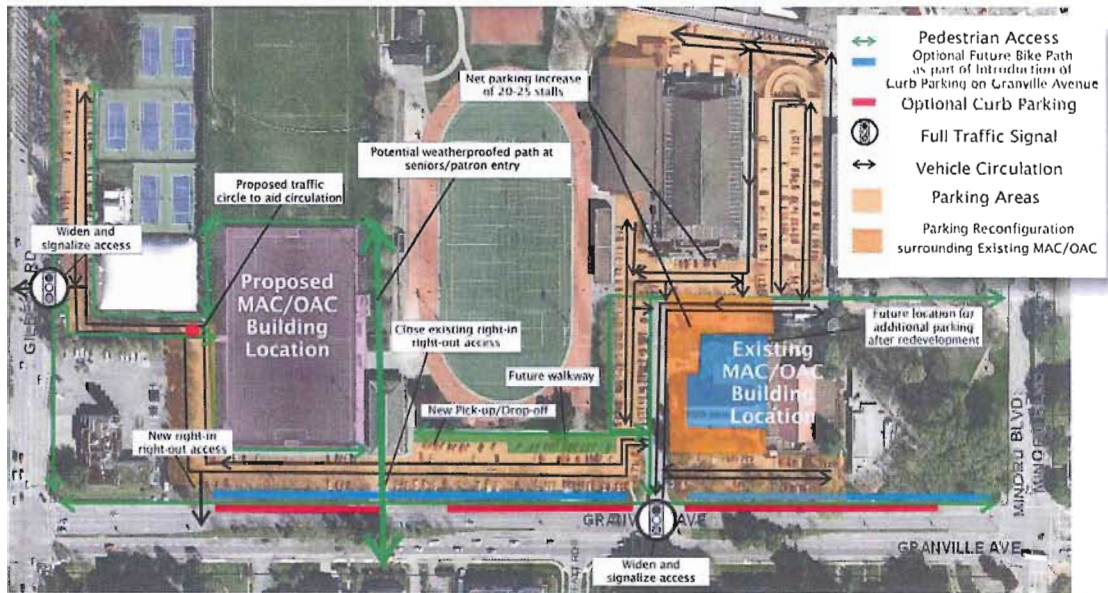 Pedestrian Access
Optional Future Bike Path
as part of Introduction of
Curb Parking on Granville Avenue
Optional Curb Parking
Full Traffic Signal
Vehicle Circulation
Parking Areas
Parking Reconfiguration
surrounding Existing MAC/OAC
Net parking increase
of 20-25 stalls
Potential weatherproofed path at
seniors/patron entry
Proposed traffic
circle to aid circulation
Widen and
signalize access
Proposed
MAC/OAC
Building
Location
Close existing right-in
right-out access
Future walkway
New Pick-up/Drop-off
Existing
MAC/OAC
Building
Location
Future location for
additional parking
after redevelopment
New right-in
right-out access
MINORU BLVD.
GRANVILLE AVE
Widen and
signalize access